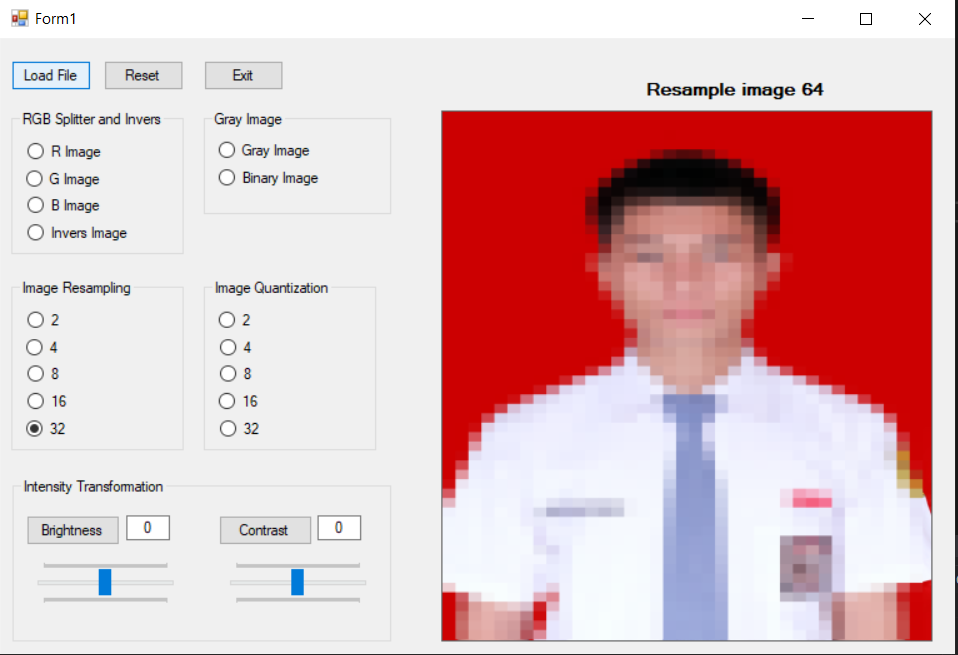 Form1
Load File Reset Exit
Resample image 64
RGB Splitter and Invers
R Image
G Image
B Image
Invers Image
Gray Image
Gray Image
Binary Image
Image Resampling
2
4
8
16
32
Image Quantization
2
4
8
16
32
Intensity Transformation
Brightness 0
Contrast 0